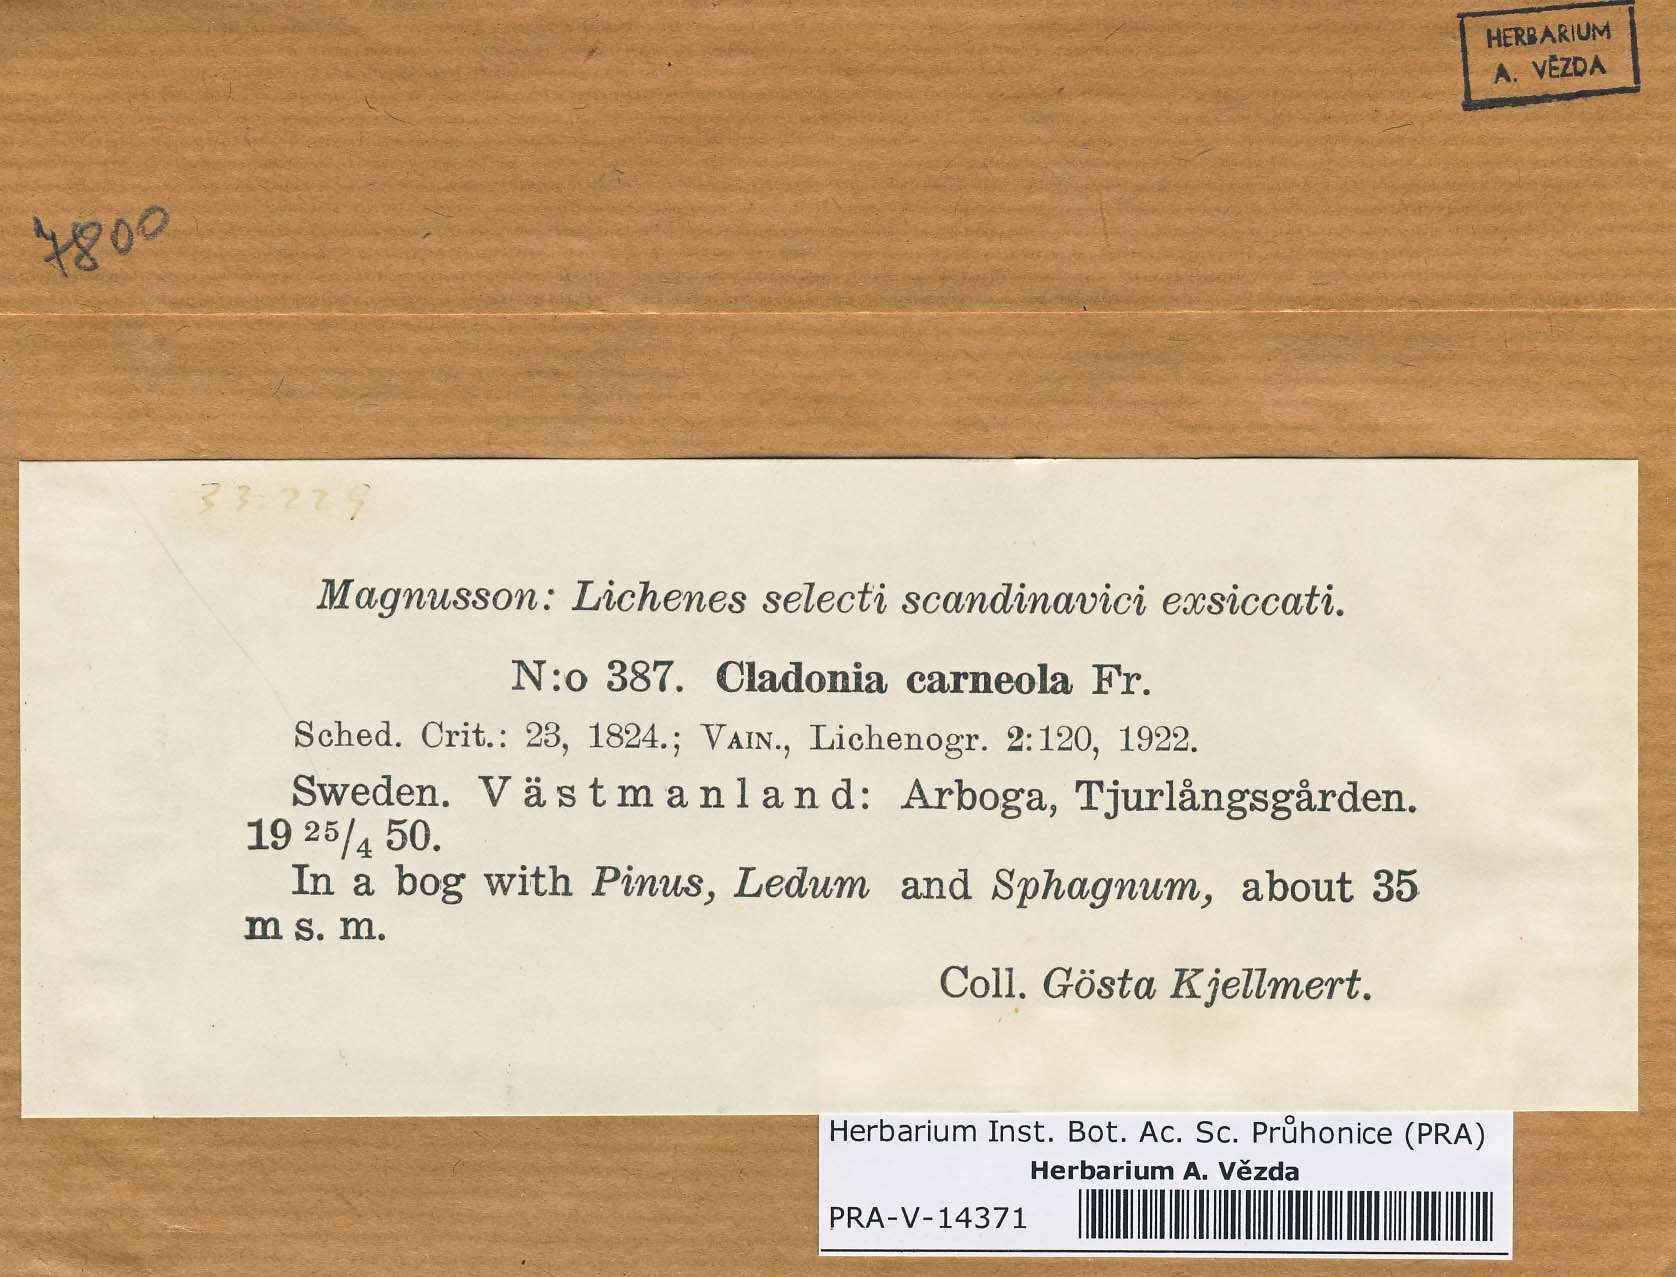 HERBARIUM
A. VĚZDA
7800
33-229
Magnusson: Lichenes selecti scandinavici exsiccati.
N:o 387. Cladonia carneola Fr.
Sched. Crit.: 23, 1824.; VAIN., Lichenogr. 2:120, 1922.
Sweden. Västmanland: Arboga, Tjurlångsgården.
19 25/4 50.
In a bog with Pinus, Ledum and Sphagnum, about 35
m s. m.
Coll. Gösta Kjellmert.
Herbarium Inst. Bot. Ac. Sc. Průhonice (PRA)
Herbarium A. Vězda
PRA-V-14371